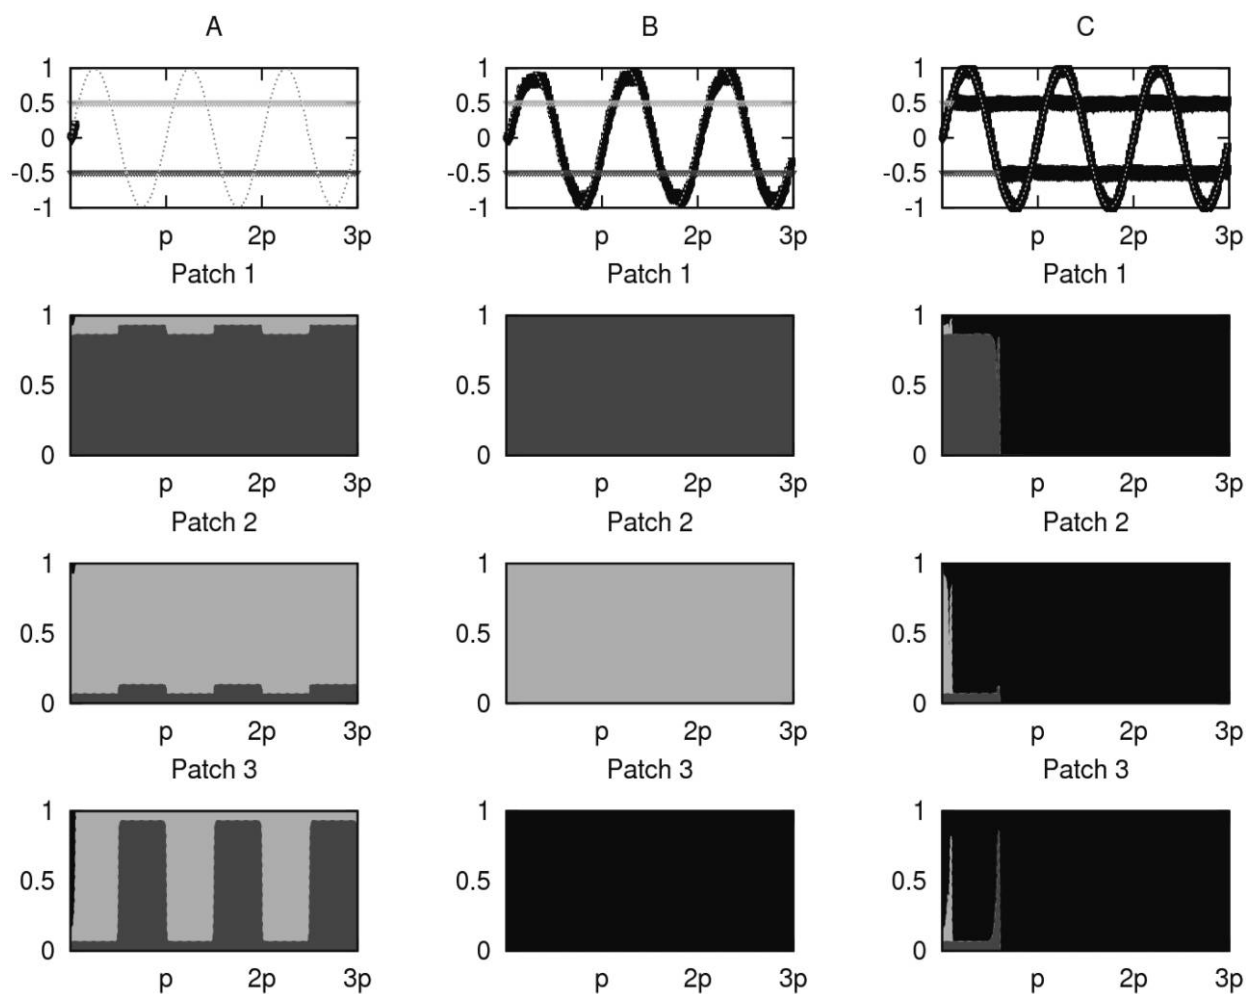 A B C
1 1 1
0.5 0.5 0.5
0 0 0
-0.5 -0.5 -0.5
-1 -1 -1
p 2p 3p p 2p 3p p 2p 3p
Patch 1 Patch 1 Patch 1
1 1 1
0.5 0.5 0.5
0 0 0
p 2p 3p p 2p 3p p 2p 3p
Patch 2 Patch 2 Patch 2
1 1 1
0.5 0.5 0.5
0 0 0
p 2p 3p p 2p 3p p 2p 3p
Patch 3 Patch 3 Patch 3
1 1 1
0.5 0.5 0.5
0 0 0
p 2p 3p p 2p 3p p 2p 3p